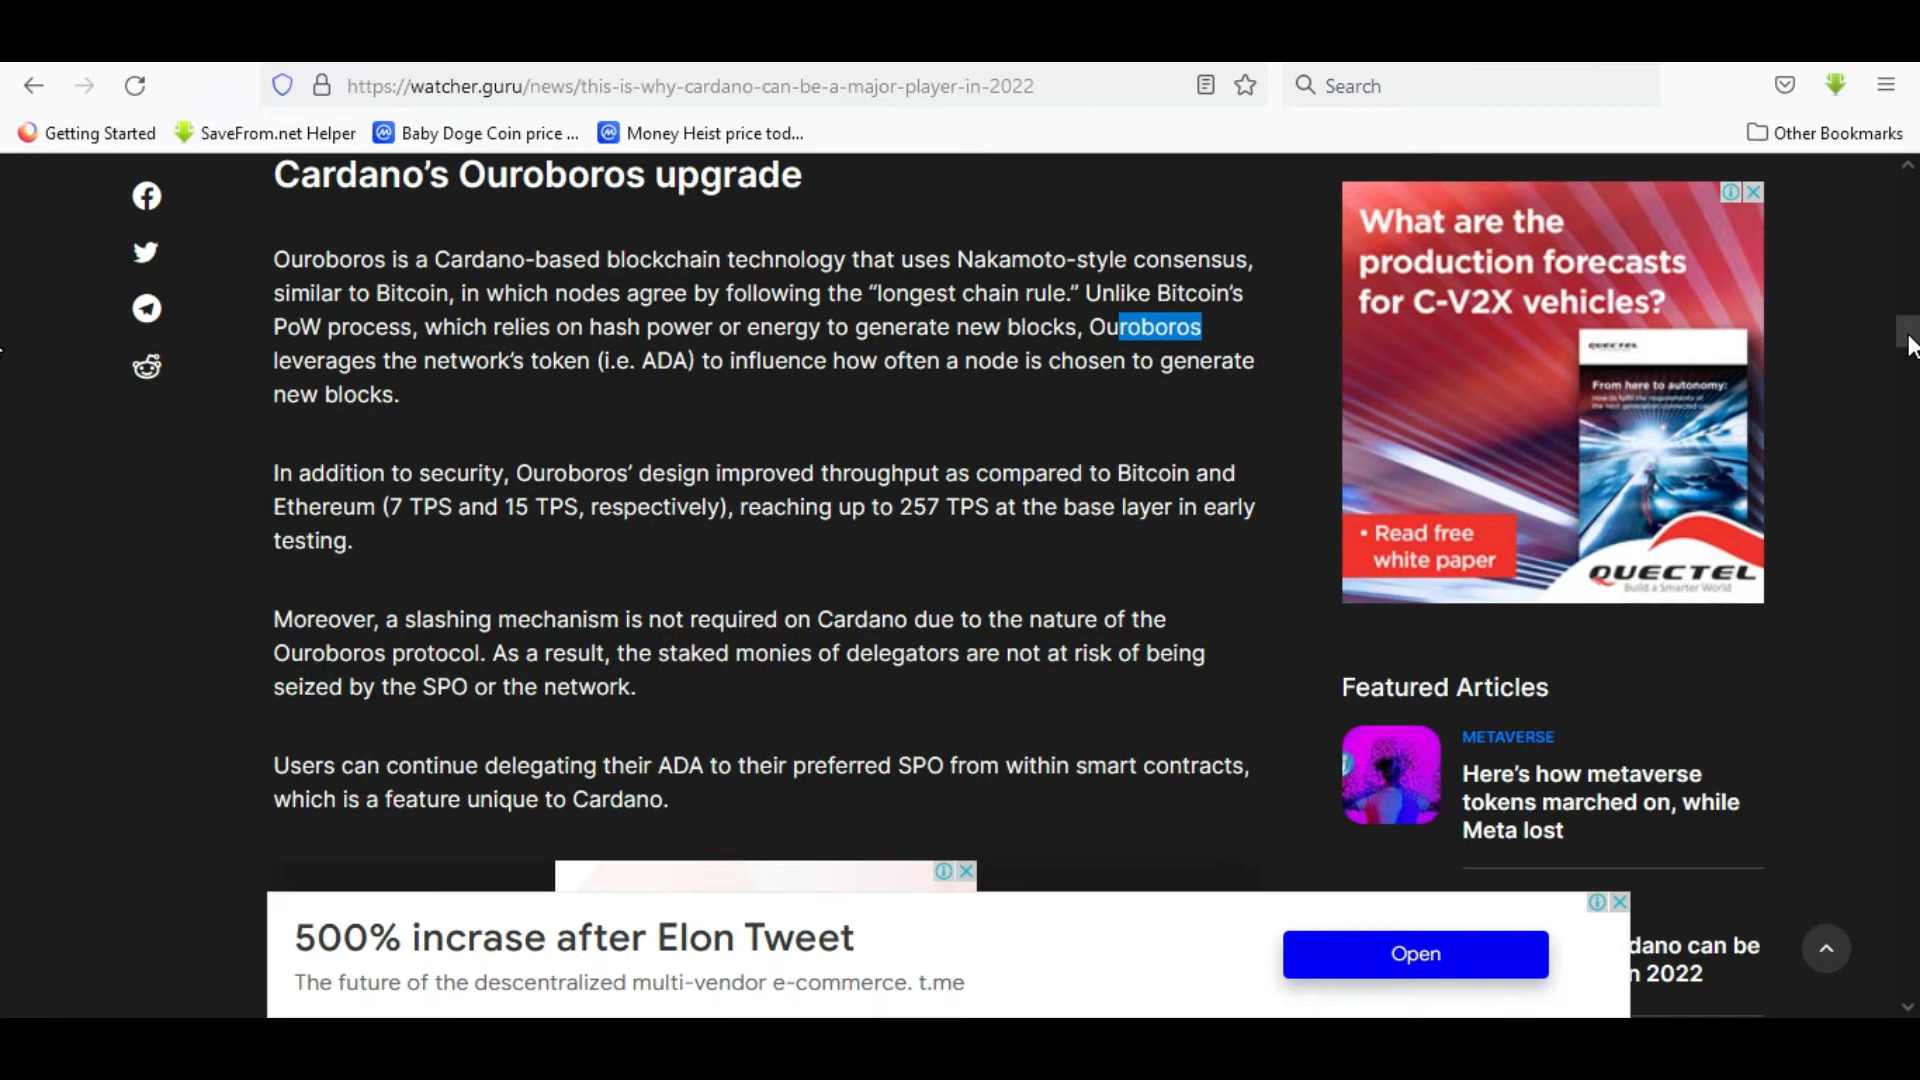 https://watcher.guru/news/this-is-why-cardano-can-be-a-major-player-in-2022
Search
Getting Started
SaveFrom.net Helper
Baby Doge Coin price ...
Money Heist price tod...
Other Bookmarks
Cardano’s Ouroboros upgrade
Ouroboros is a Cardano-based blockchain technology that uses Nakamoto-style consensus,
similar to Bitcoin, in which nodes agree by following the “longest chain rule.” Unlike Bitcoin’s
PoW process, which relies on hash power or energy to generate new blocks, Ouroboros
leverages the network’s token (i.e. ADA) to influence how often a node is chosen to generate
new blocks.
In addition to security, Ouroboros’ design improved throughput as compared to Bitcoin and
Ethereum (7 TPS and 15 TPS, respectively), reaching up to 257 TPS at the base layer in early
testing.
Moreover, a slashing mechanism is not required on Cardano due to the nature of the
Ouroboros protocol. As a result, the staked monies of delegators are not at risk of being
seized by the SPO or the network.
Users can continue delegating their ADA to their preferred SPO from within smart contracts,
which is a feature unique to Cardano.
What are the
production forecasts
for C-V2X vehicles?
QUECTEL
From here to autonomy:
• Read free
white paper
QUECTEL
Build a Smarter World
Featured Articles
METAVERSE
Here’s how metaverse
tokens marched on, while
Meta lost
dano can be
n 2022
500% incrase after Elon Tweet
The future of the descentralized multi-vendor e-commerce. t.me
Open